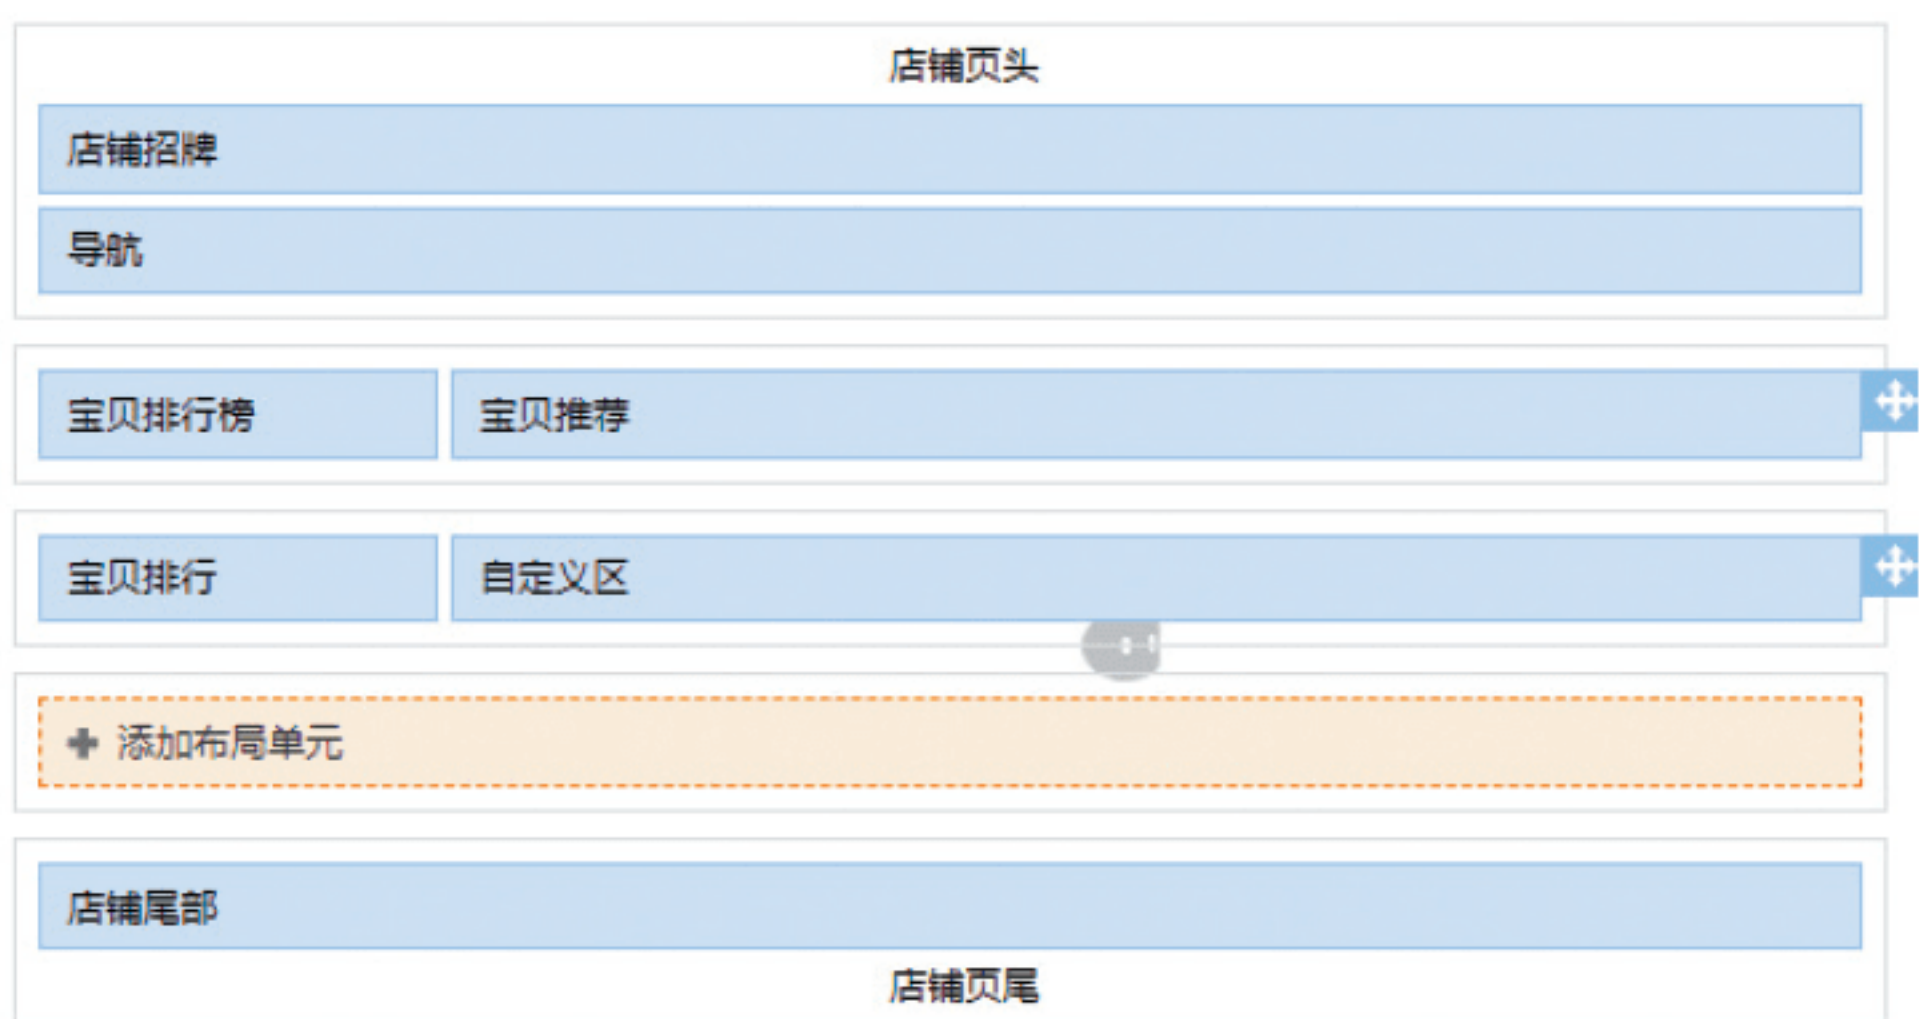 店铺页头
店铺招牌
导航
宝贝排行榜 宝贝推荐
宝贝排行 自定义区
添加布局单元
店铺尾部
店铺页尾